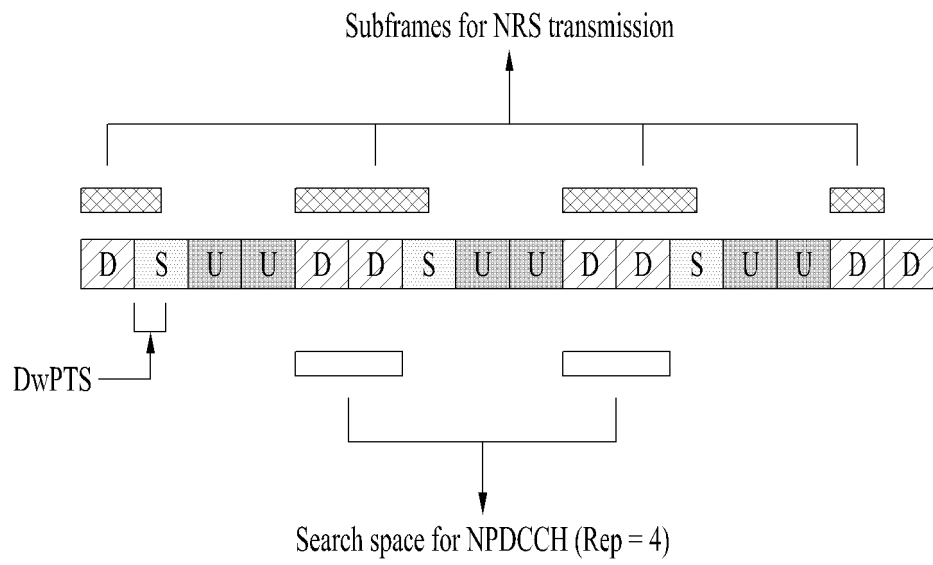 Subframes for NRS transmission
D S U U D D S U U D D S U U D D
DwPTS
Search space for NPDCCH (Rep = 4)